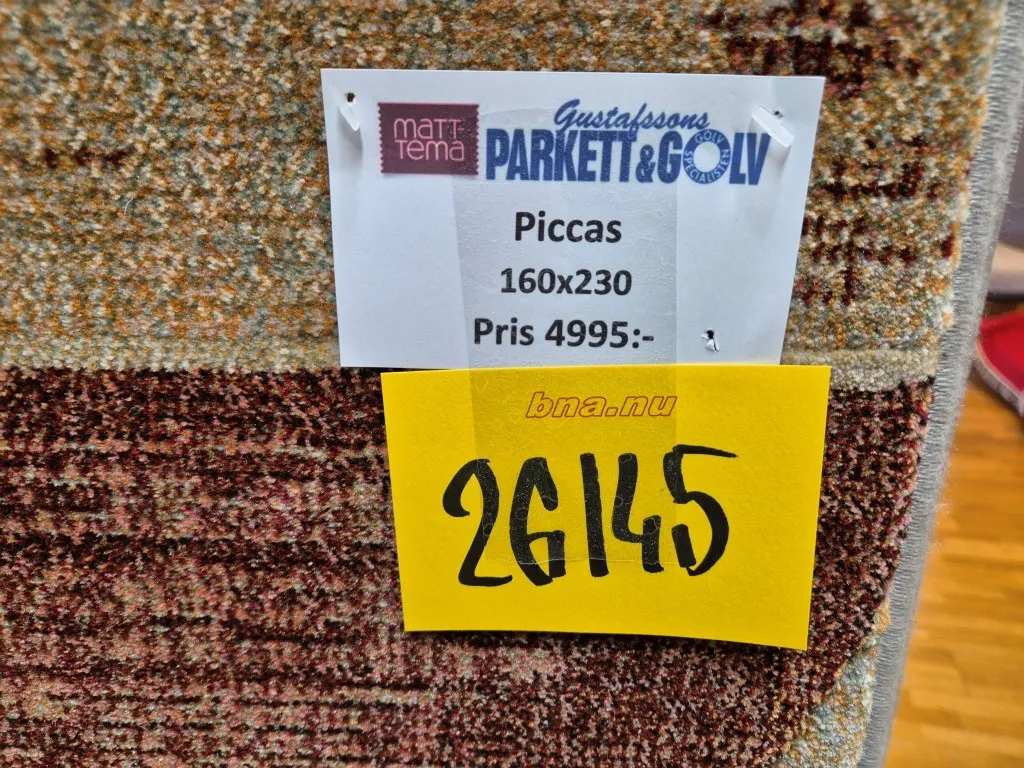 matt
tema
Gustafssons
PARKETT&GOLV
GOLV SPECIALISTEN
Piccas
160x230
Pris 4995:-
bna.nu
26145